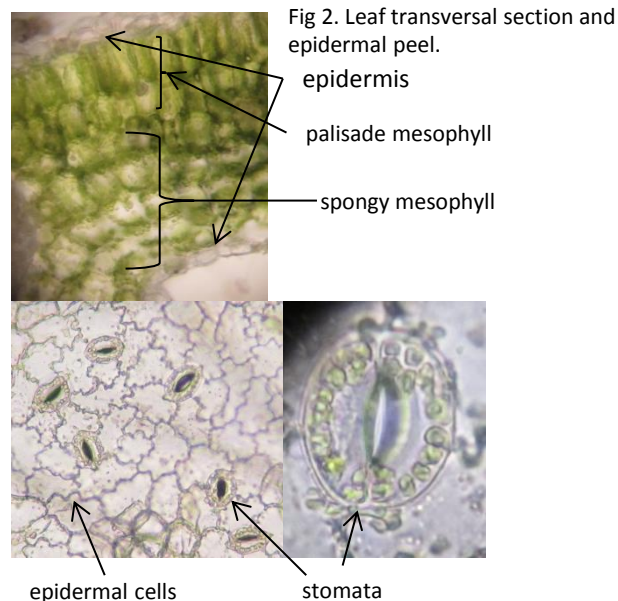 Fig 2. Leaf transversal section and
epidermal peel.
epidermis
palisade mesophyll
spongy mesophyll
epidermal cells
stomata